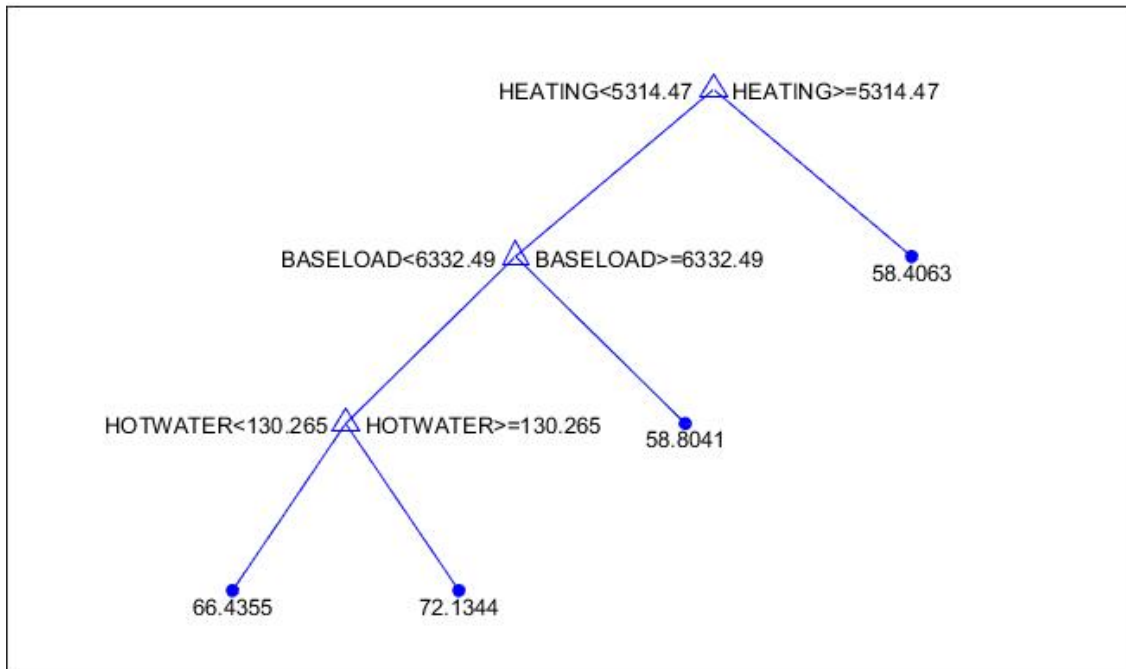 HEATING<5314.47 HEATING>=5314.47
BASELOAD<6332.49 BASELOAD>=6332.49
58.4063
HOTWATER<130.265 HOTWATER>=130.265
58.8041
66.4355 72.1344